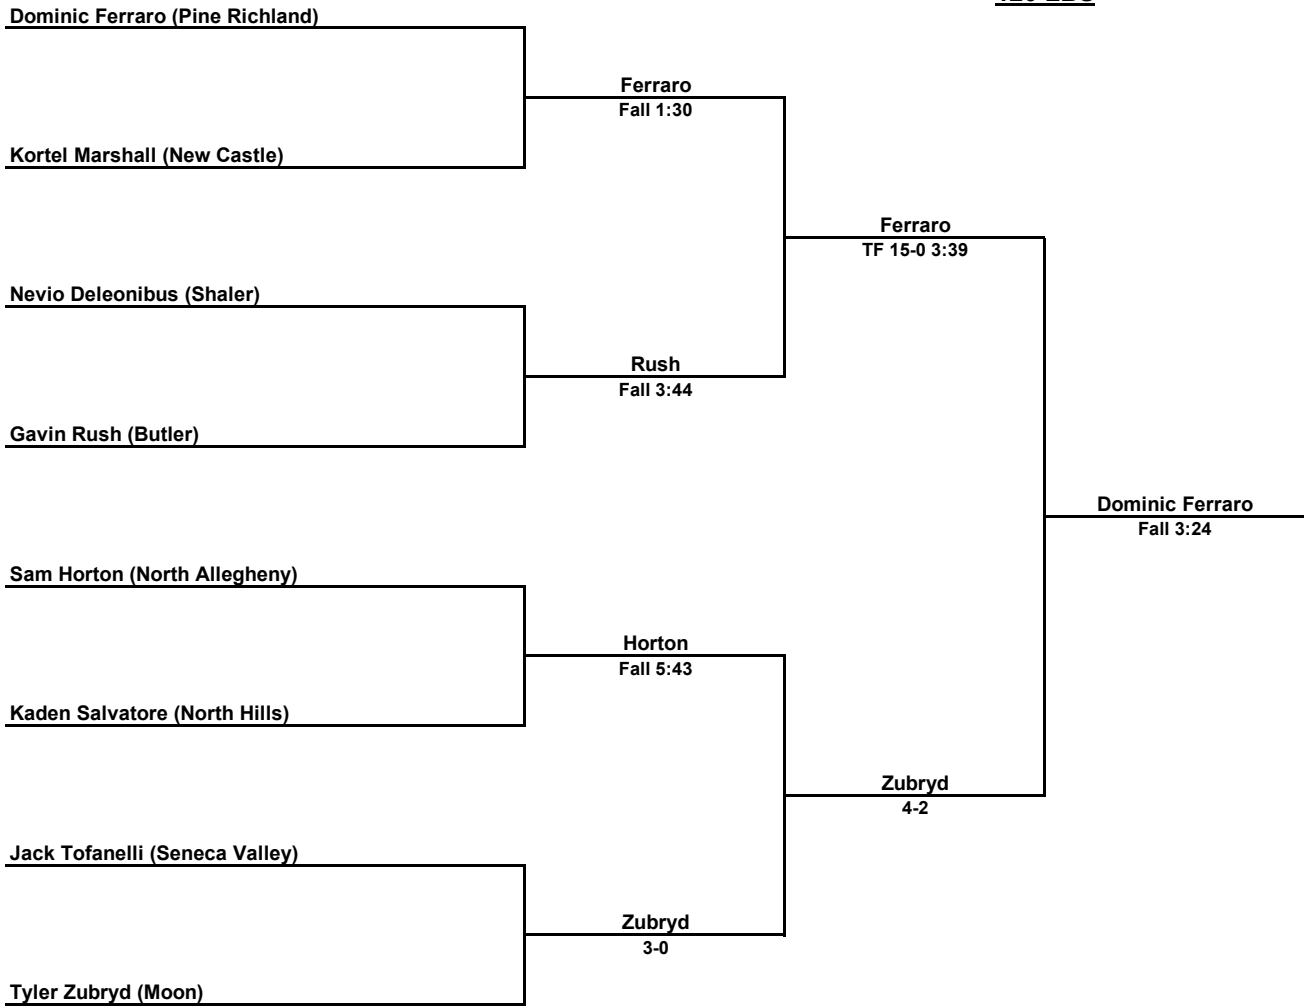 Dominic Ferraro (Pine Richland)
Ferraro
Fall 1:30
Kortel Marshall (New Castle)
Ferraro
TF 15-0 3:39
Nevio Deleonibus (Shaler)
Rush
Fall 3:44
Gavin Rush (Butler)
Dominic Ferraro
Fall 3:24
Sam Horton (North Allegheny)
Horton
Fall 5:43
Kaden Salvatore (North Hills)
Zubryd
4-2
Jack Tofanelli (Seneca Valley)
Zubryd
3-0
Tyler Zubryd (Moon)